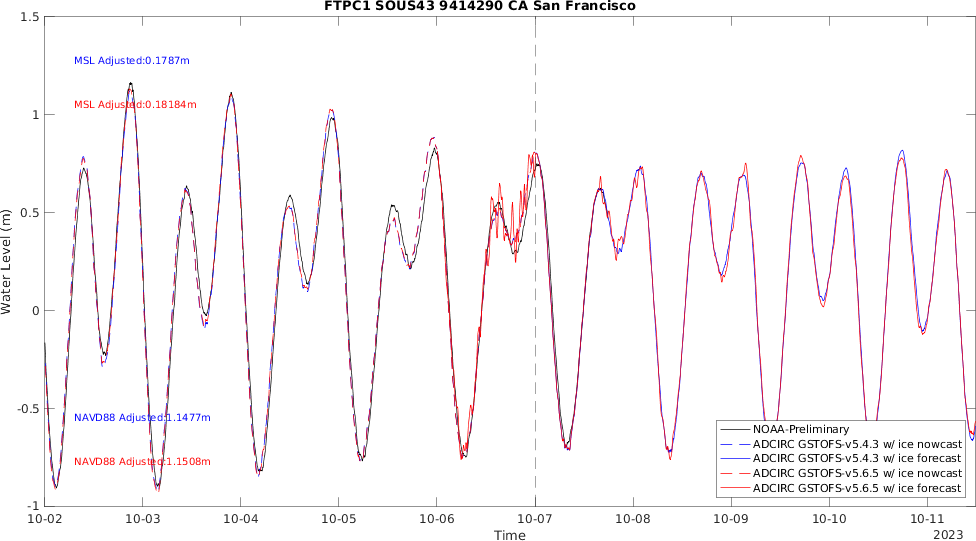 FTPC1 SOUS43 9414290 CA San Francisco
1.5
1
0.5
0
-0.5
-1
Water Level (m)
MSL Adjusted:0.1787m
MSL Adjusted:0.18184m
NAVD88 Adjusted:1.1477m
NAVD88 Adjusted:1.1508m
NOAA-Preliminary
ADCIRC GSTOFS-v5.4.3 w/ ice nowcast
ADCIRC GSTOFS-v5.4.3 w/ ice forecast
ADCIRC GSTOFS-v5.6.5 w/ ice nowcast
ADCIRC GSTOFS-v5.6.5 w/ ice forecast
10-02 10-03 10-04 10-05 10-06 10-07 10-08 10-09 10-10 10-11
Time
2023